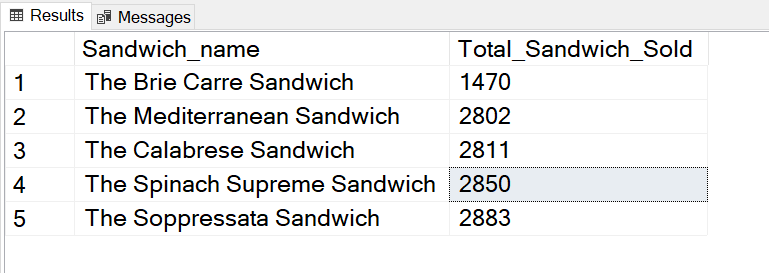 Results Messages
Sandwich_name Total_Sandwich_Sold
1 The Brie Carre Sandwich 1470
2 The Mediterranean Sandwich 2802
3 The Calabrese Sandwich 2811
4 The Spinach Supreme Sandwich 2850
5 The Soppressata Sandwich 2883